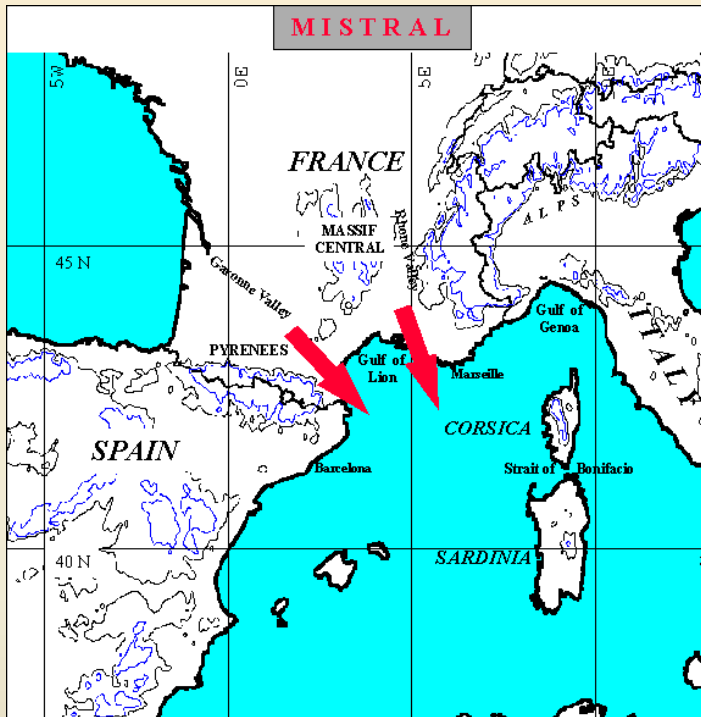 MISTRAL
5W
0E
5E
E
FRANCE
ALPS
MASSIF
CENTRAL
Rhone Valley
45 N
Garonne Valley
Gulf of
Genoa
ITALY
PYRENEES
Gulf of
Lion
Marseille
CORSICA
SPAIN
Barcelona
Strait of Bonifacio
40 N
SARDINIA